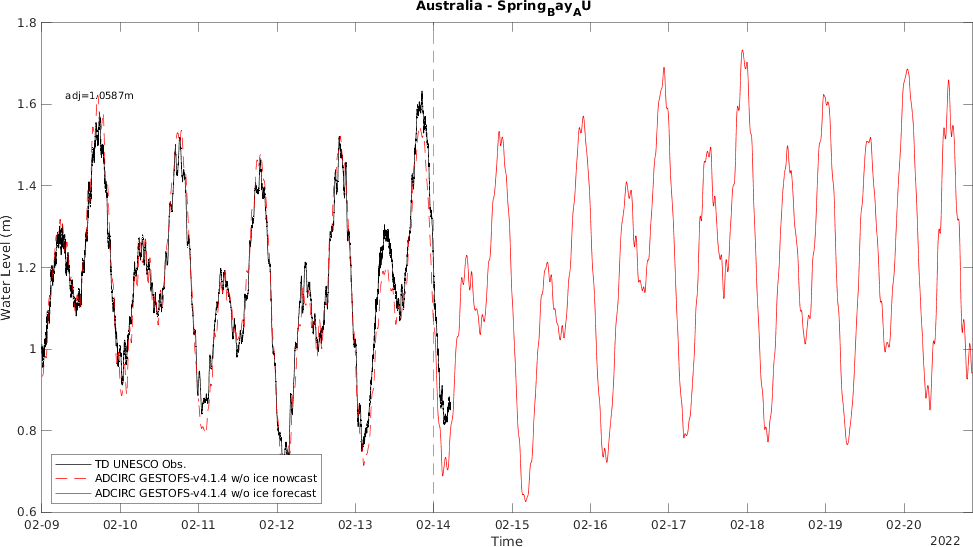 Australia - Spring_Bay_AU
1.8
adj=1.0587m
1.6
1.4
1.2
1
0.8
0.6
Water Level (m)
TD UNESCO Obs.
ADCIRC GESTOFS-v4.1.4 w/o ice nowcast
ADCIRC GESTOFS-v4.1.4 w/o ice forecast
02-09 02-10 02-11 02-12 02-13 02-14 02-15 02-16 02-17 02-18 02-19 02-20
Time
2022